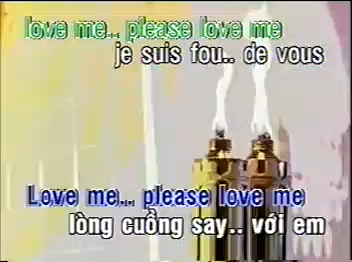 love me.. please love me
je suis fou.. de vous
Love me... please love me
lòng cuồng say.. với em